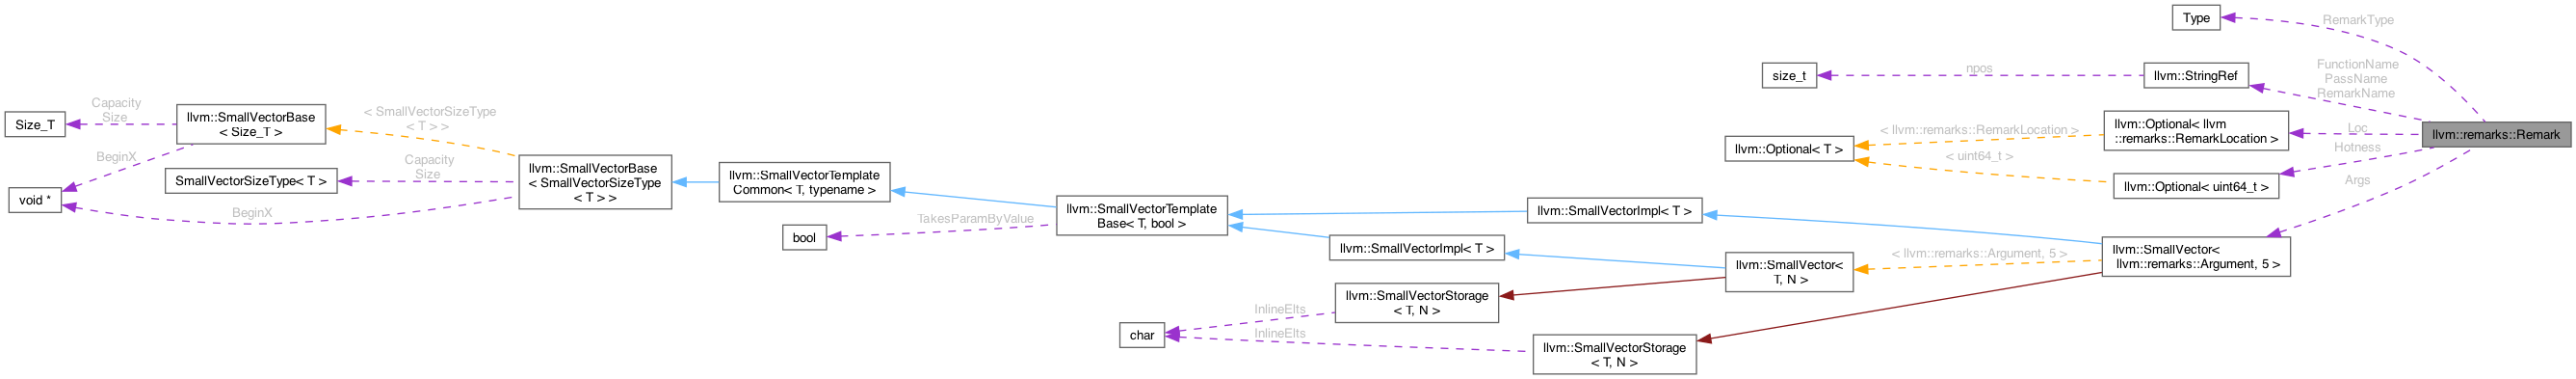 Type
RemarkType
size_t
npos
llvm::StringRef
FunctionName
PassName
RemarkName
Size_T
Capacity
Size
llvm::SmallVectorBase
< Size_T >
< SmallVectorSizeType
< T > >
BeginX
void *
SmallVectorSizeType< T >
Capacity
Size
BeginX
llvm::SmallVectorBase
< SmallVectorSizeType
< T > >
llvm::SmallVectorTemplate
Common< T, typename >
bool
TakesParamByValue
llvm::SmallVectorTemplate
Base< T, bool >
llvm::SmallVectorImpl< T >
llvm::SmallVectorImpl< T >
llvm::Optional< T >
< llvm::remarks::RemarkLocation >
< uint64_t >
llvm::Optional< llvm
::remarks::RemarkLocation >
Loc
llvm::Optional< uint64_t >
Hotness
Args
llvm::remarks::Remark
llvm::SmallVector<
T, N >
< llvm::remarks::Argument, 5 >
llvm::SmallVector<
llvm::remarks::Argument, 5 >
char
InlineElts
InlineElts
llvm::SmallVectorStorage
< T, N >
llvm::SmallVectorStorage
< T, N >